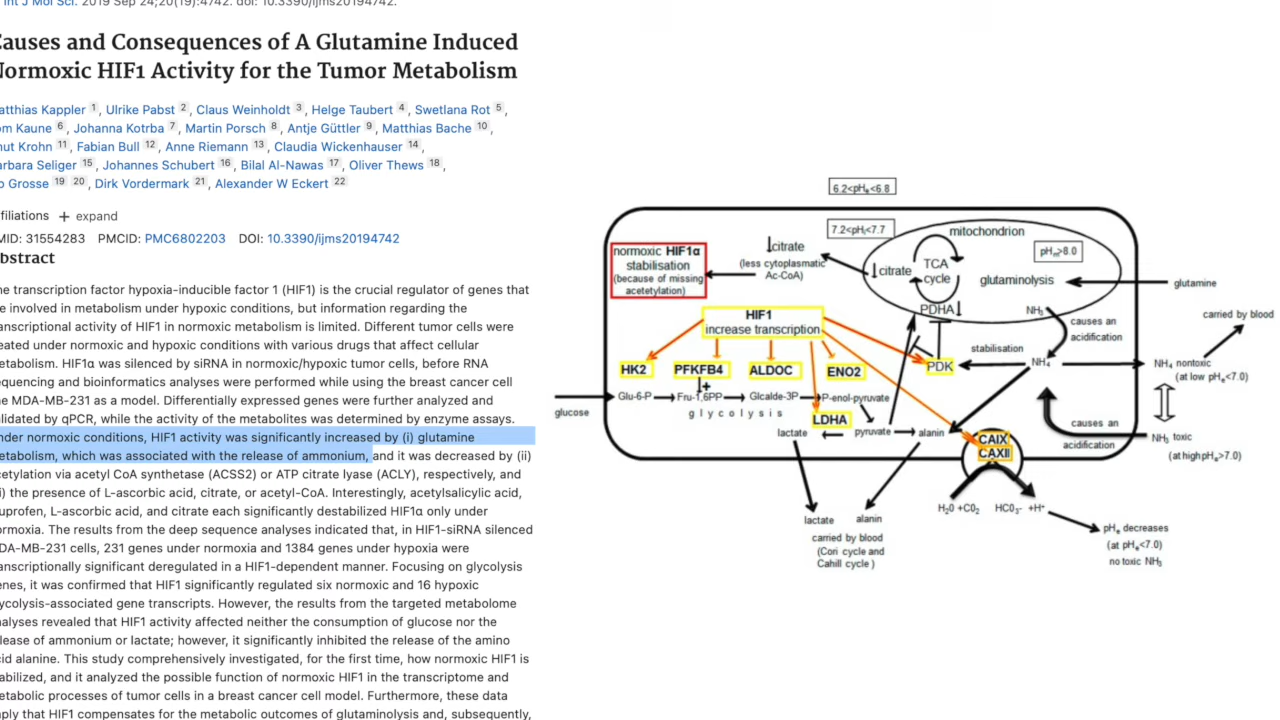 Int J Mol Sci. 2019 Sep 24;20(19):4742. doi: 10.3390/ijms20194742.
auses and Consequences of A Glutamine Induced
ormoxic HIF1 Activity for the Tumor Metabolism
atthias Kappler 1, Ulrike Pabst 2, Claus Weinholdt 3, Helge Taubert 4, Swetlana Rot 5,
om Kaune 6, Johanna Kotrba 7, Martin Porsch 8, Antje Güttler 9, Matthias Bache 10,
nut Krohn 11, Fabian Bull 12, Anne Riemann 13, Claudia Wickenhauser 14,
arbara Seliger 15, Johannes Schubert 16, Bilal Al-Nawas 17, Oliver Thews 18,
o Grosse 19 20, Dirk Vordermark 21, Alexander W Eckert 22
filiations + expand
MID: 31554283 PMCID: PMC6802203 DOI: 10.3390/ijms20194742
bstract
he transcription factor hypoxia-inducible factor 1 (HIF1) is the crucial regulator of genes that
re involved in metabolism under hypoxic conditions, but information regarding the
anscriptional activity of HIF1 in normoxic metabolism is limited. Different tumor cells were
eated under normoxic and hypoxic conditions with various drugs that affect cellular
etabolism. HIF1α was silenced by siRNA in normoxic/hypoxic tumor cells, before RNA
equencing and bioinformatics analyses were performed while using the breast cancer cell
ne MDA-MB-231 as a model. Differentially expressed genes were further analyzed and
lidated by qPCR, while the activity of the metabolites was determined by enzyme assays.
nder normoxic conditions, HIF1 activity was significantly increased by (i) glutamine
etabolism, which was associated with the release of ammonium, and it was decreased by (ii)
cetylation via acetyl CoA synthetase (ACSS2) or ATP citrate lyase (ACLY), respectively, and
i) the presence of L-ascorbic acid, citrate, or acetyl-CoA. Interestingly, acetylsalicylic acid,
uprofen, L-ascorbic acid, and citrate each significantly destabilized HIF1α only under
ormoxia. The results from the deep sequence analyses indicated that, in HIF1-siRNA silenced
DA-MB-231 cells, 231 genes under normoxia and 1384 genes under hypoxia were
anscriptionally significant deregulated in a HIF1-dependent manner. Focusing on glycolysis
enes, it was confirmed that HIF1 significantly regulated six normoxic and 16 hypoxic
ycolysis-associated gene transcripts. However, the results from the targeted metabolome
nalyses revealed that HIF1 activity affected neither the consumption of glucose nor the
lease of ammonium or lactate; however, it significantly inhibited the release of the amino
cid alanine. This study comprehensively investigated, for the first time, how normoxic HIF1 is
abilized, and it analyzed the possible function of normoxic HIF1 in the transcriptome and
etabolic processes of tumor cells in a breast cancer cell model. Furthermore, these data
ply that HIF1 compensates for the metabolic outcomes of glutaminolysis and, subsequently,
6.2<pHe<6.8
7.2<pHi<7.7
mitochondrion
pHm>8.0
normoxic HIF1α
stabilisation
(because of missing
acetetylation)
↓citrate
(less cytoplasmatic
Ac-CoA)
↓citrate
TCA
cycle
glutaminolysis
glutamine
PDHA↓
NH3
causes an
acidification
carried by blood
HIF1
increase transcription
stabilisation
PDK
NH4
NH4 nontoxic
(at low pHe<7.0)
HK2
PFKFB4
ALDOC
ENO2
glucose
Glu-6-P
Fru-1,6PP
Glcalde-3P
P-enol-pyruvate
glycolysis
LDHA
lactate
pyruvate
alanin
CAIX
CAXII
causes an
acidification
NH3 toxic
(at high pHe>7.0)
H20 +C02
HC03- +H+
lactate
alanin
carried by blood
(Cori cycle and
Cahill cycle )
pHe decreases
(at pHe<7.0)
no toxic NH3